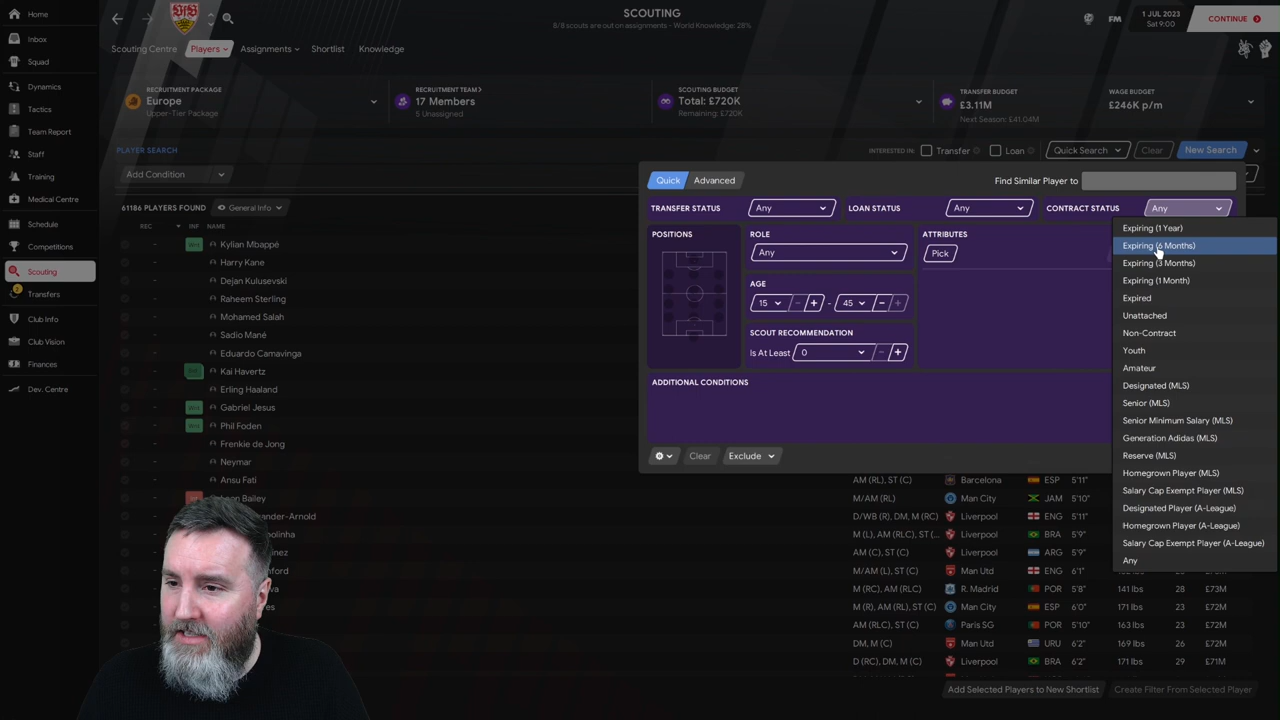 Home
SCOUTING
8/8 scouts are out on assignments - World Knowledge: 28%
FM
1 JUL 2023
Sat 9:00
CONTINUE
Inbox
Squad
Dynamics
Tactics
Team Report
Staff
Training
Medical Centre
Schedule
Competitions
Scouting
Transfers
Club Info
Club Vision
Finances
Dev. Centre
Scouting Centre
Players
Assignments
Shortlist
Knowledge
RECRUITMENT PACKAGE
Europe
Upper-Tier Package
RECRUITMENT TEAM >
17 Members
5 Unassigned
SCOUTING BUDGET
Total: £720K
Remaining: £720K
TRANSFER BUDGET
£3.11M
Next Season: £41.04M
WAGE BUDGET
£246K p/m
PLAYER SEARCH
INTERESTED IN:
Transfer
Loan
Quick Search
Clear
New Search
Add Condition
61186 PLAYERS FOUND
General Info
REC
INF
NAME
Wnt
Kylian Mbappé
Harry Kane
Dejan Kulusevski
Raheem Sterling
Mohamed Salah
Sadio Mané
Eduardo Camavinga
Kai Havertz
Erling Haaland
Wnt
Gabriel Jesus
Wnt
Phil Foden
Frenkie de Jong
Neymar
Ansu Fati
Bailey
Quick
Advanced
Find Similar Player to
TRANSFER STATUS
Any
LOAN STATUS
Any
CONTRACT STATUS
Any
POSITIONS
ROLE
Any
ATTRIBUTES
Pick
AGE
15
-
45
SCOUT RECOMMENDATION
Is At Least
0
ADDITIONAL CONDITIONS
Clear
Exclude
Expiring (1 Year)
Expiring (6 Months)
Expiring (3 Months)
Expiring (1 Month)
Expired
Unattached
Non-Contract
Youth
Amateur
Designated (MLS)
Senior (MLS)
Senior Minimum Salary (MLS)
Generation Adidas (MLS)
Reserve (MLS)
Homegrown Player (MLS)
Salary Cap Exempt Player (MLS)
Designated Player (A-League)
Homegrown Player (A-League)
Salary Cap Exempt Player (A-League)
Any
AM (RL), ST (C) Barcelona ESP 5'11"
M/AM (RL) Man City JAM 5'10"
D/WB (R), DM, M (RC) Liverpool ENG 5'11"
M (L), AM (RL), ST (C)... Liverpool BRA 5'9"
AM (C), ST (C) Liverpool ARG 5'9"
M/AM (L), ST (C) Man Utd ENG 6'1"
M (RC), AM (RLC) R. Madrid POR 5'8" 141 lbs 28 £73M
M (RL), AM (RL), ST (C) Man City ESP 6'0" 171 lbs 23 £72M
AM (RLC), ST (C) Paris SG POR 5'10" 163 lbs 23 £72M
DM, M (C) Man Utd URU 6'2" 169 lbs 26 £72M
D (RC), DM, M (C) Liverpool BRA 6'2" 171 lbs 29 £71M
Add Selected Players to New Shortlist
Create Filter From Selected Player